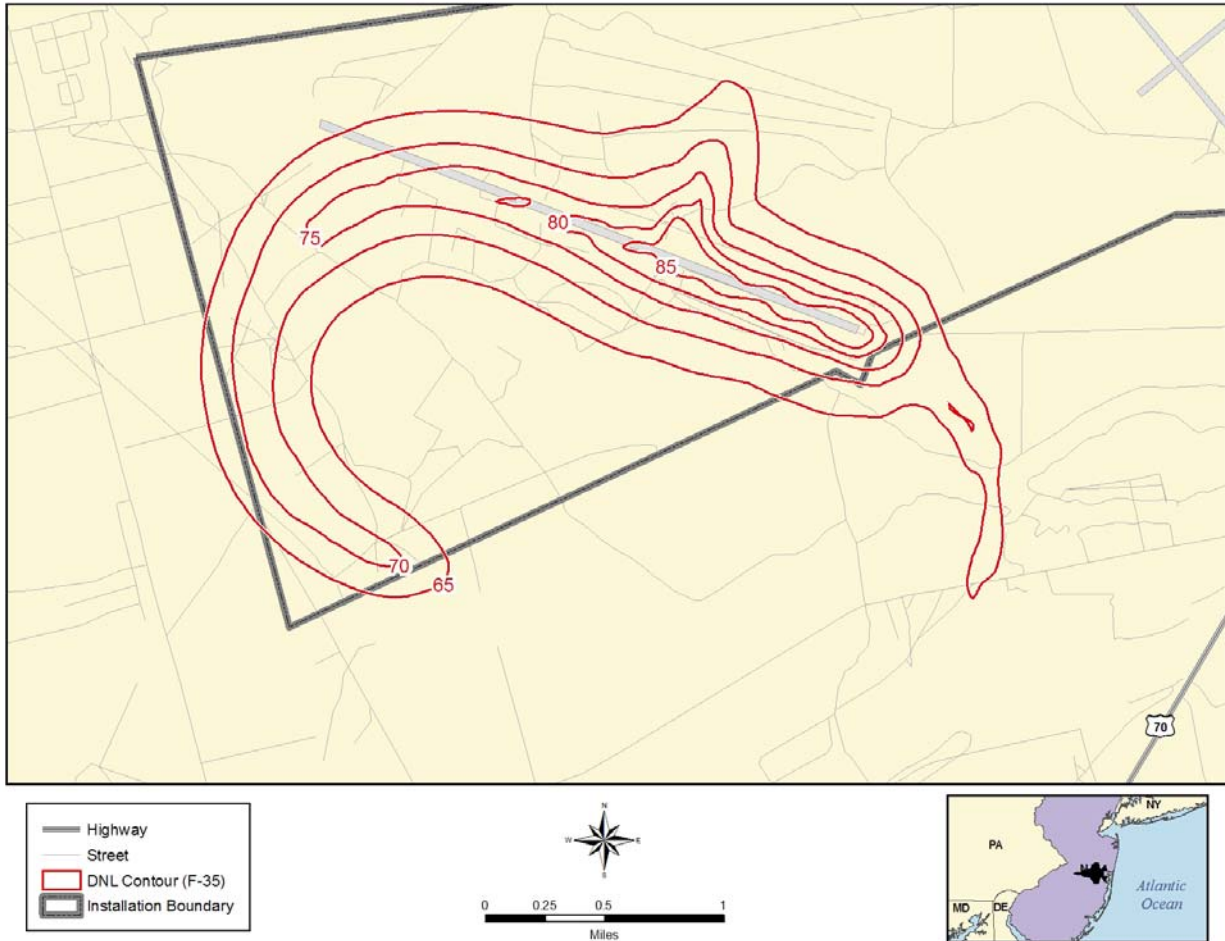 75
80
85
70
65
70
Highway
Street
DNL Contour (F-35)
Installation Boundary
N
W
E
S
0
0.25
0.5
1
Miles
NY
PA
MD
DE
Atlantic
Ocean